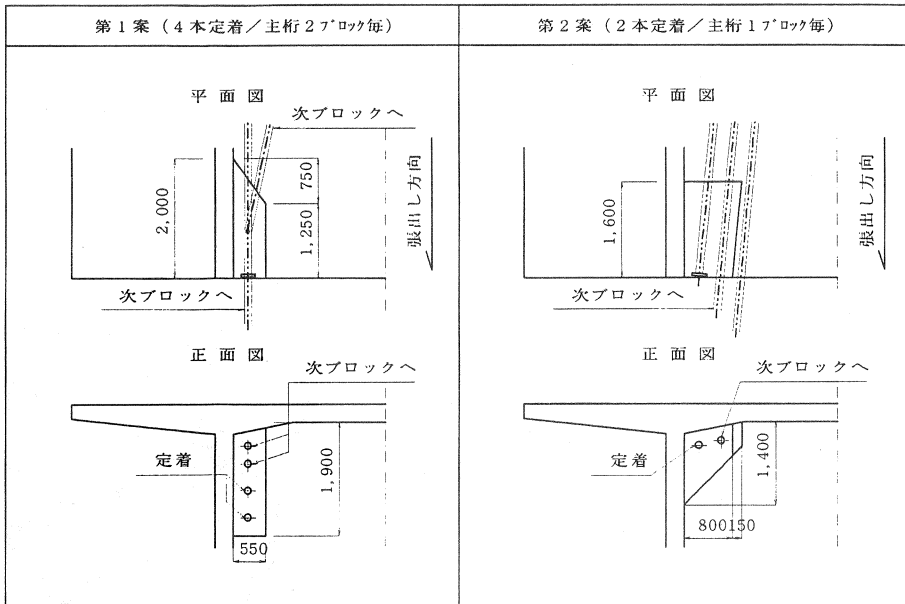 第1案（4本定着／主桁2ブロック毎）
平面図
次ブロックへ
2,000
750
1,250
張出し方向
次ブロックへ
正面図
次ブロックへ
定着
1,900
550
第2案（2本定着／主桁1ブロック毎）
平面図
1,600
張出し方向
次ブロックへ
正面図
次ブロックへ
定着
1,400
800150